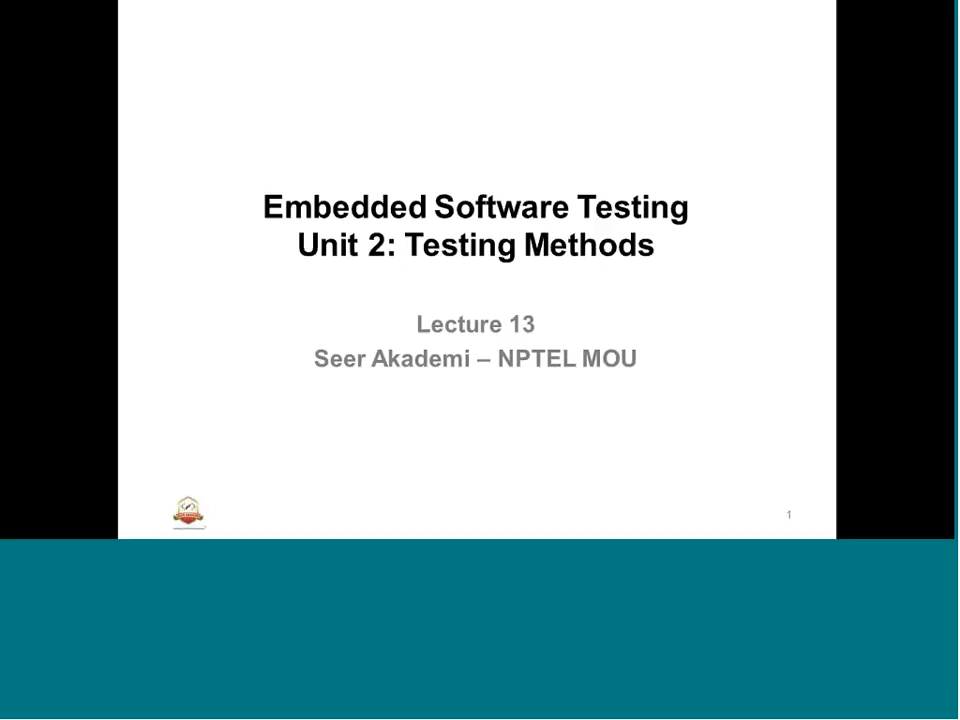 Embedded Software Testing
Unit 2: Testing Methods
Lecture 13
Seer Akademi – NPTEL MOU
1